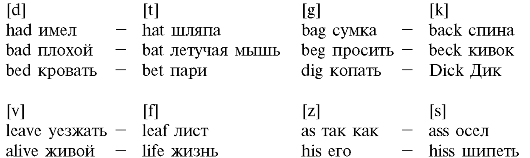 [d] [t] [g] [k]
had имел – hat шляпа bag сумка – back спина
bad плохой – bat летучая мышь beg просить – beck кивок
bed кровать – bet пари dig копать – Dick Дик
[v] [f] [z] [s]
leave уезжать – leaf лист as так как – ass осел
alive живой – life жизнь his его – hiss шипеть